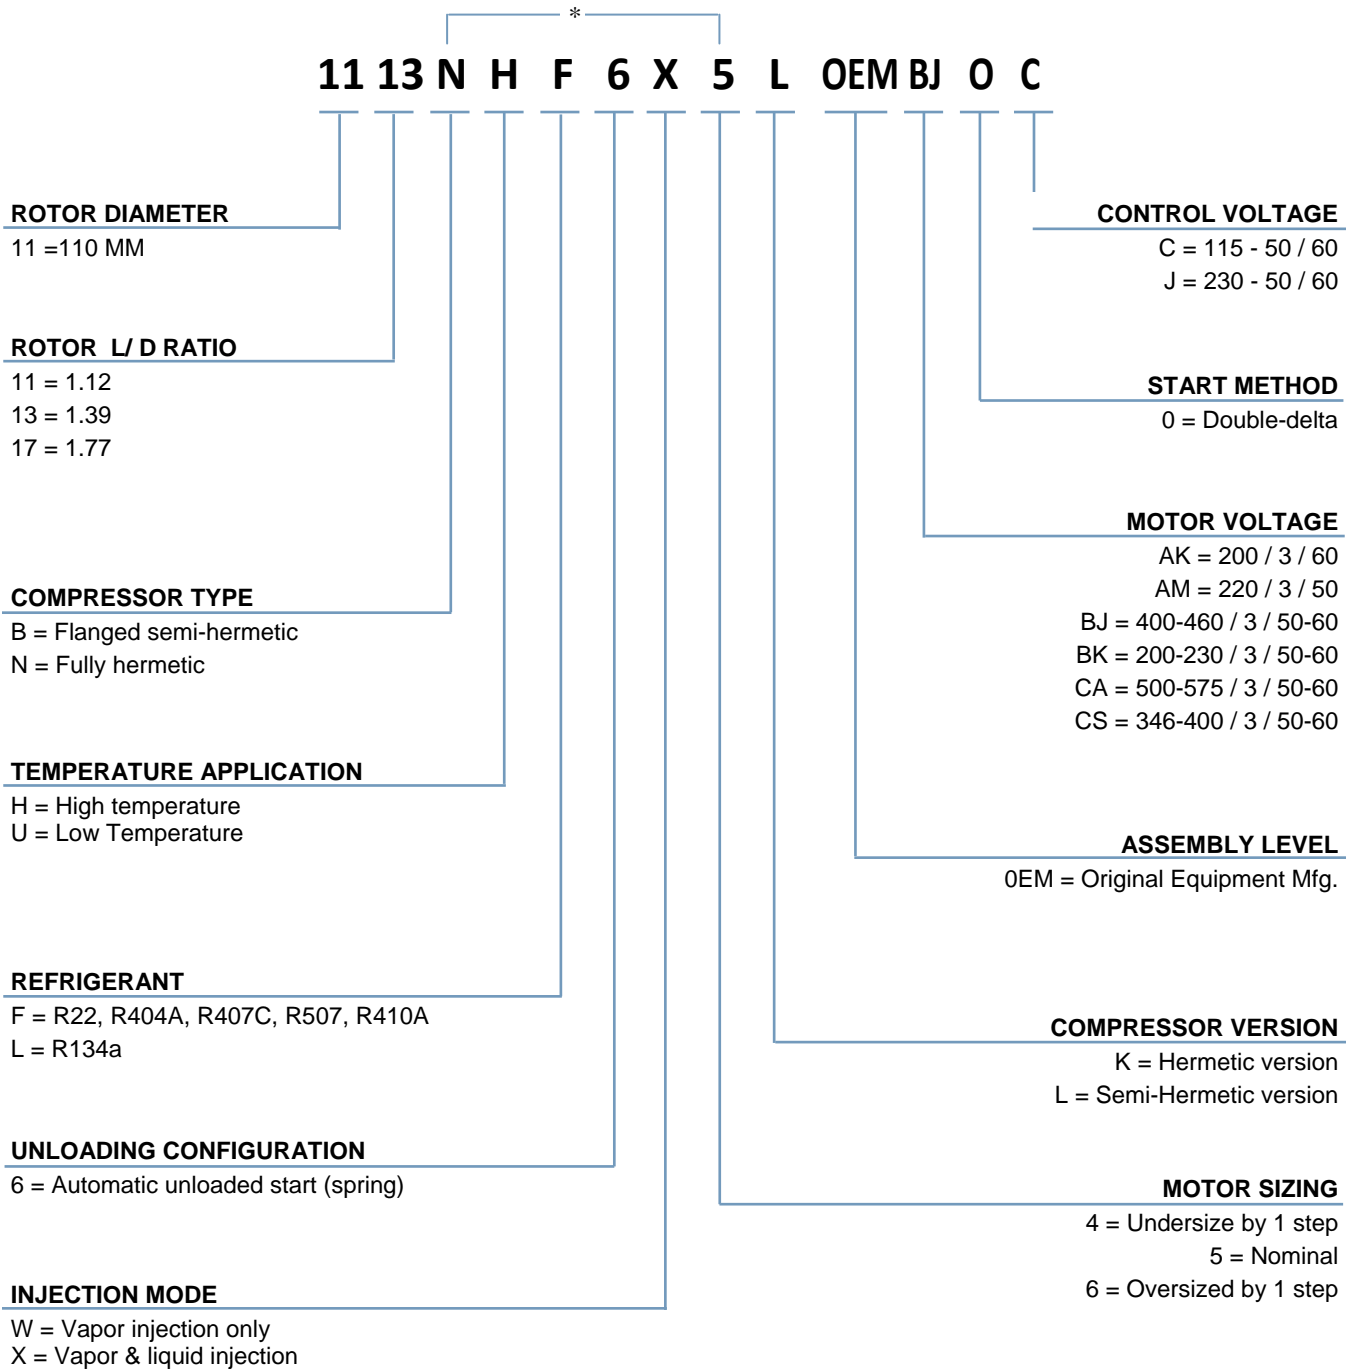 *
11 13 N H F 6 X 5 L OEM BJ O C
ROTOR DIAMETER
11 =110 MM
ROTOR L/ D RATIO
11 = 1.12
13 = 1.39
17 = 1.77
COMPRESSOR TYPE
B = Flanged semi-hermetic
N = Fully hermetic
TEMPERATURE APPLICATION
H = High temperature
U = Low Temperature
REFRIGERANT
F = R22, R404A, R407C, R507, R410A
L = R134a
UNLOADING CONFIGURATION
6 = Automatic unloaded start (spring)
INJECTION MODE
W = Vapor injection only
X = Vapor & liquid injection
CONTROL VOLTAGE
C = 115 - 50 / 60
J = 230 - 50 / 60
START METHOD
0 = Double-delta
MOTOR VOLTAGE
AK = 200 / 3 / 60
AM = 220 / 3 / 50
BJ = 400-460 / 3 / 50-60
BK = 200-230 / 3 / 50-60
CA = 500-575 / 3 / 50-60
CS = 346-400 / 3 / 50-60
ASSEMBLY LEVEL
0EM = Original Equipment Mfg.
COMPRESSOR VERSION
K = Hermetic version
L = Semi-Hermetic version
MOTOR SIZING
4 = Undersize by 1 step
5 = Nominal
6 = Oversized by 1 step